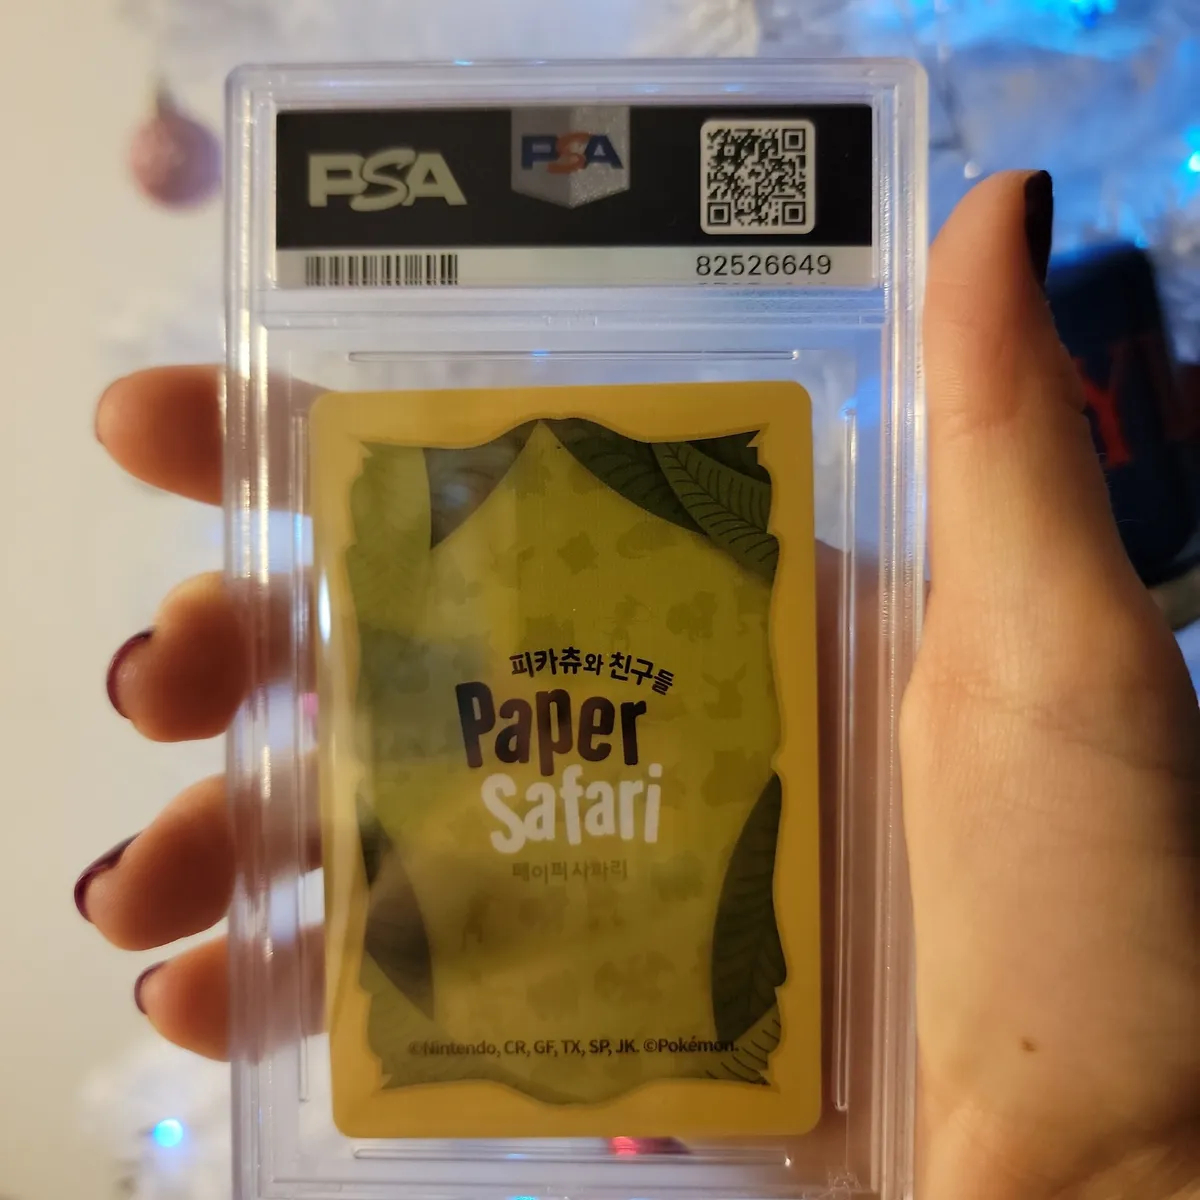 PSA
PSA
82526649
피카츄와 친구들
Paper
Safari
페이퍼 사파리
©Nintendo, CR, GF, TX, SP, JK. ©Pokémon.
Y